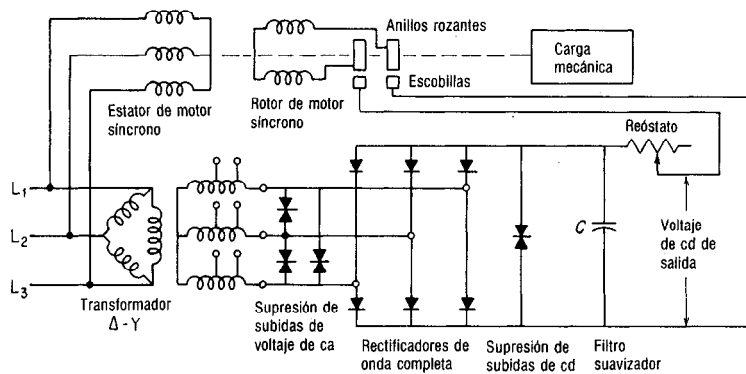 Anillos rozantes
Carga
mecánica
Escobillas
Estator de motor
síncrono
Rotor de motor
síncrono
Reóstato
L1
L2
L3
C
Voltaje
de cd de
salida
Transformador
Δ - Y
Supresión de
subidas de
voltaje de ca
Rectificadores de
onda completa
Supresión de
subidas de cd
Filtro
suavizador